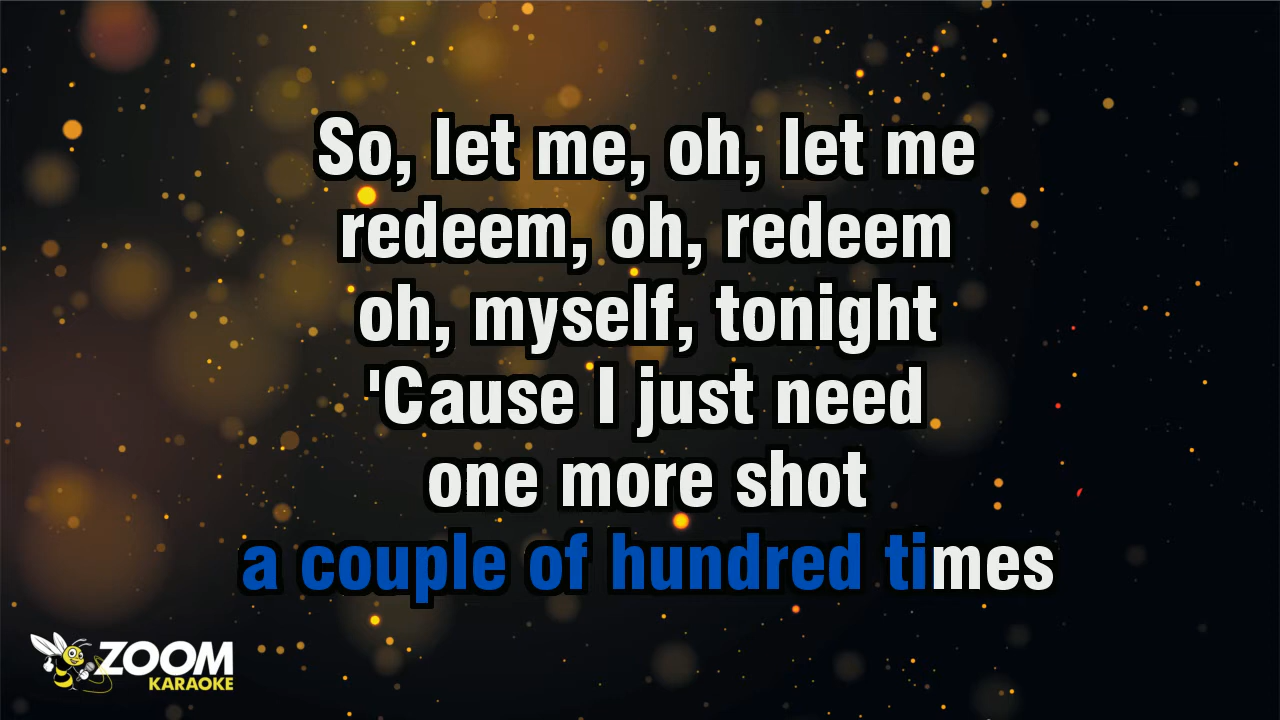 So, let me, oh, let me
redeem, oh, redeem
oh, myself, tonight
'Cause I just need
one more shot
a couple of hundred times
ZOOM
KARAOKE